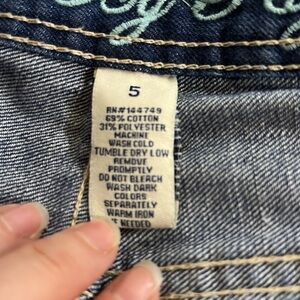 5
RN#144749
69% COTTON
31% POLYESTER
MACHINE
WASH COLD
TUMBLE DRY LOW
REMOVE
PROMPTLY
DO NOT BLEACH
WASH DARK
COLORS
SEPARATELY
WARM IRON
IF NEEDED